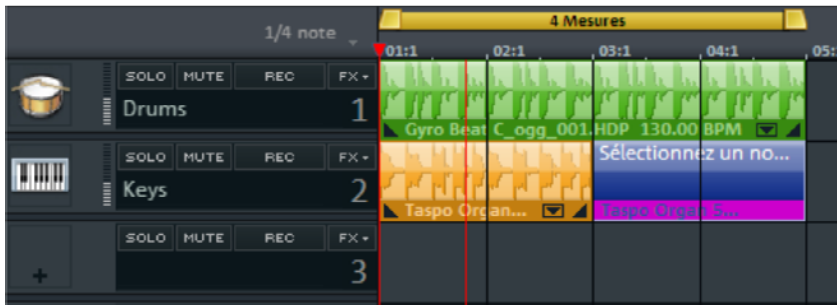 1/4 note
4 Mesures
01:1 02:1 03:1 04:1 05:
SOLO MUTE REC FX
Drums 1
Gyro Beat C_ogg_001.HDP 130.00 BPM
SOLO MUTE REC FX
Sélectionnez un no...
Keys 2
Taspo Organ... Taspo Organ
SOLO MUTE REC FX
3